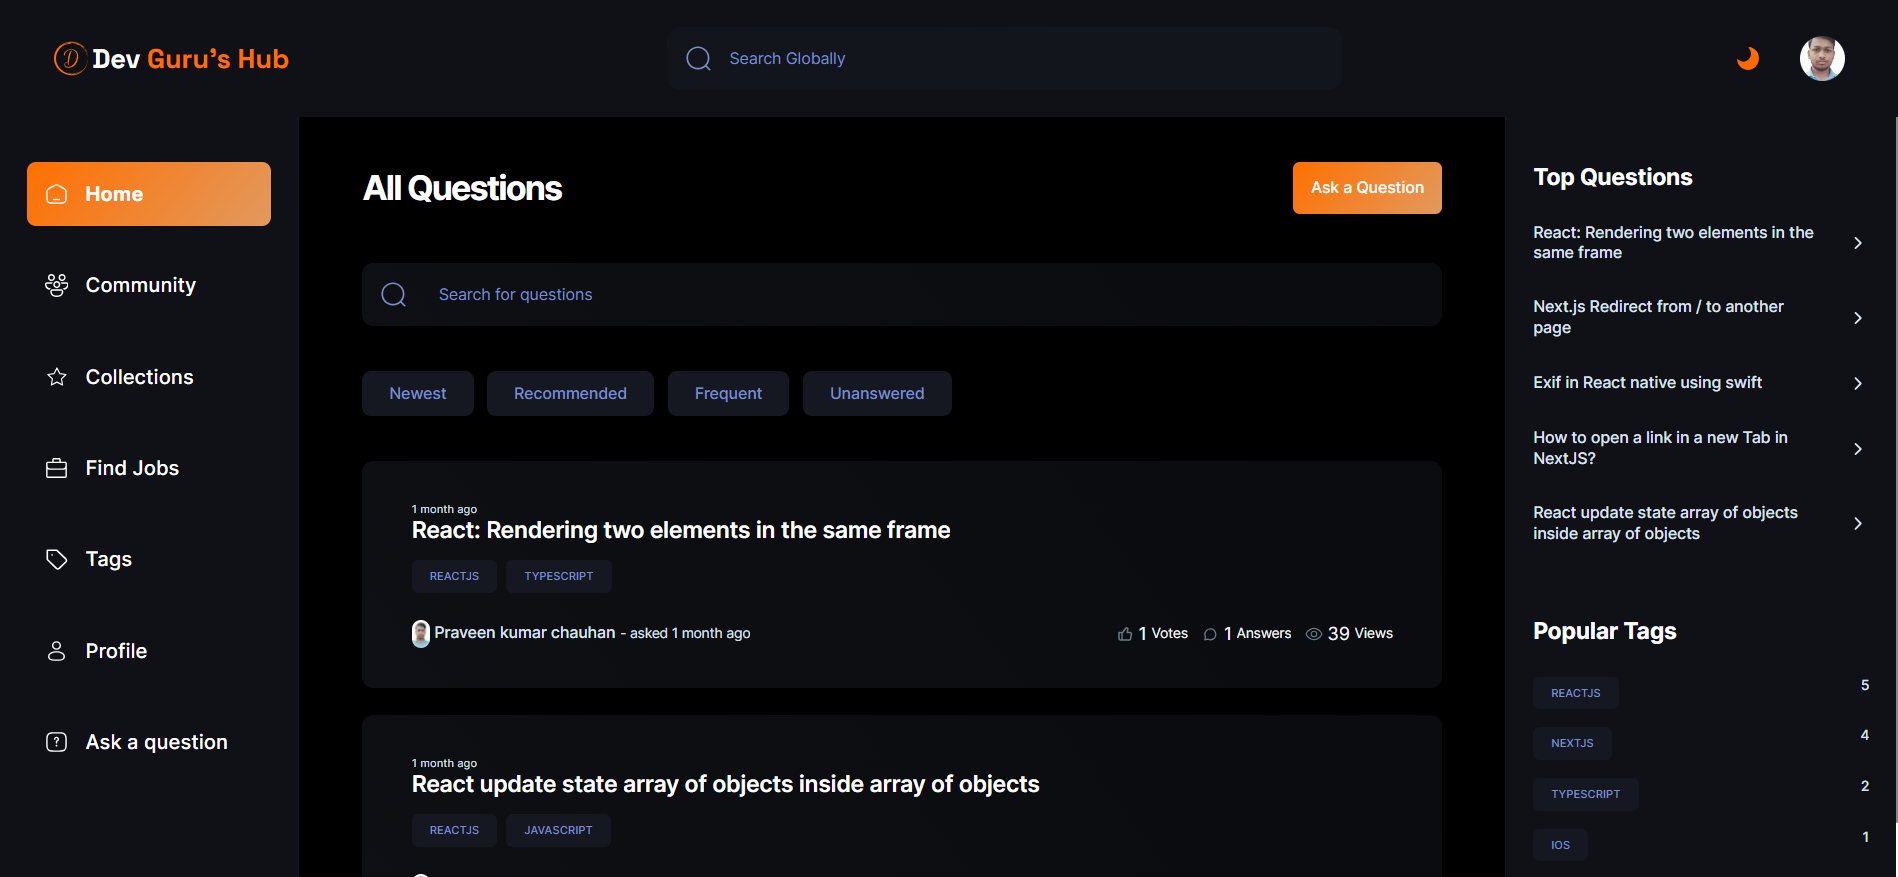 Dev Guru's Hub
Search Globally
Home
Community
Collections
Find Jobs
Tags
Profile
Ask a question
All Questions
Ask a Question
Search for questions
Newest
Recommended
Frequent
Unanswered
1 month ago
React: Rendering two elements in the same frame
REACTJS
TYPESCRIPT
Praveen kumar chauhan - asked 1 month ago
1 Votes
1 Answers
39 Views
1 month ago
React update state array of objects inside array of objects
REACTJS
JAVASCRIPT
Top Questions
React: Rendering two elements in the
same frame
Next.js Redirect from / to another
page
Exif in React native using swift
How to open a link in a new Tab in
NextJS?
React update state array of objects
inside array of objects
Popular Tags
REACTJS 5
NEXTJS 4
TYPESCRIPT 2
IOS 1